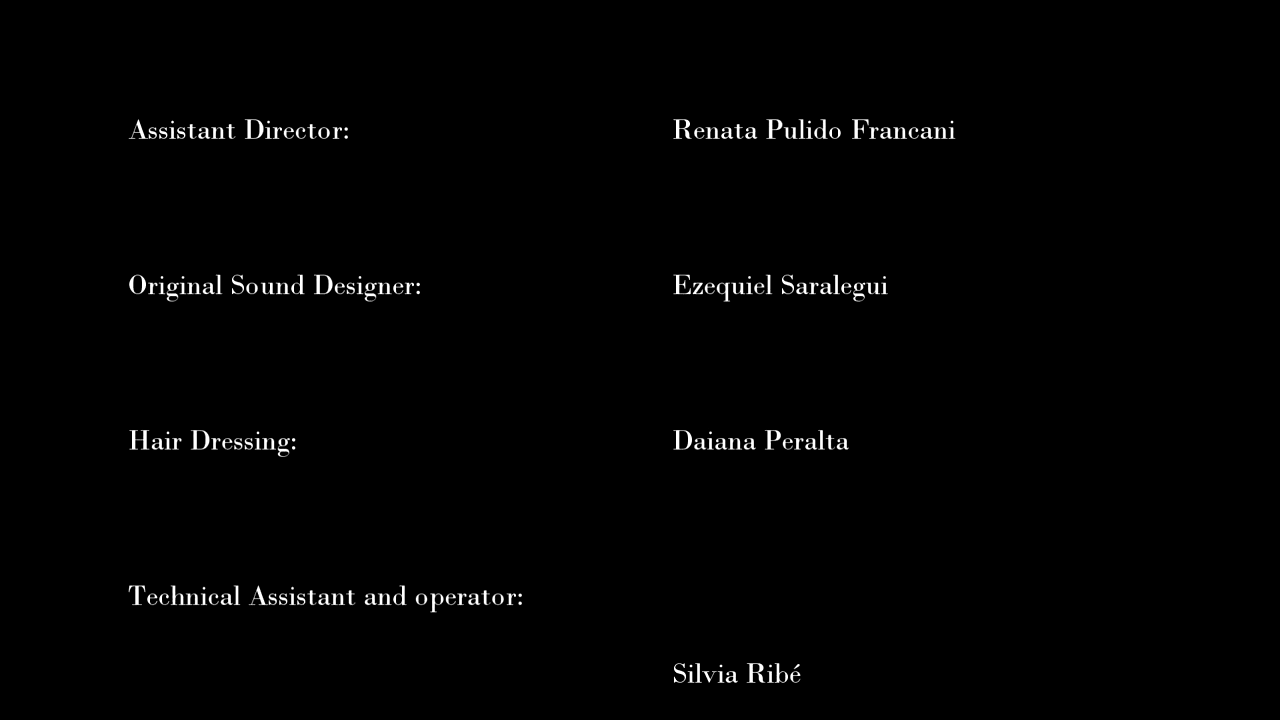 Assistant Director: Renata Pulido Francani
Original Sound Designer: Ezequiel Saralegui
Hair Dressing: Daiana Peralta
Technical Assistant and operator:
Silvia Ribé